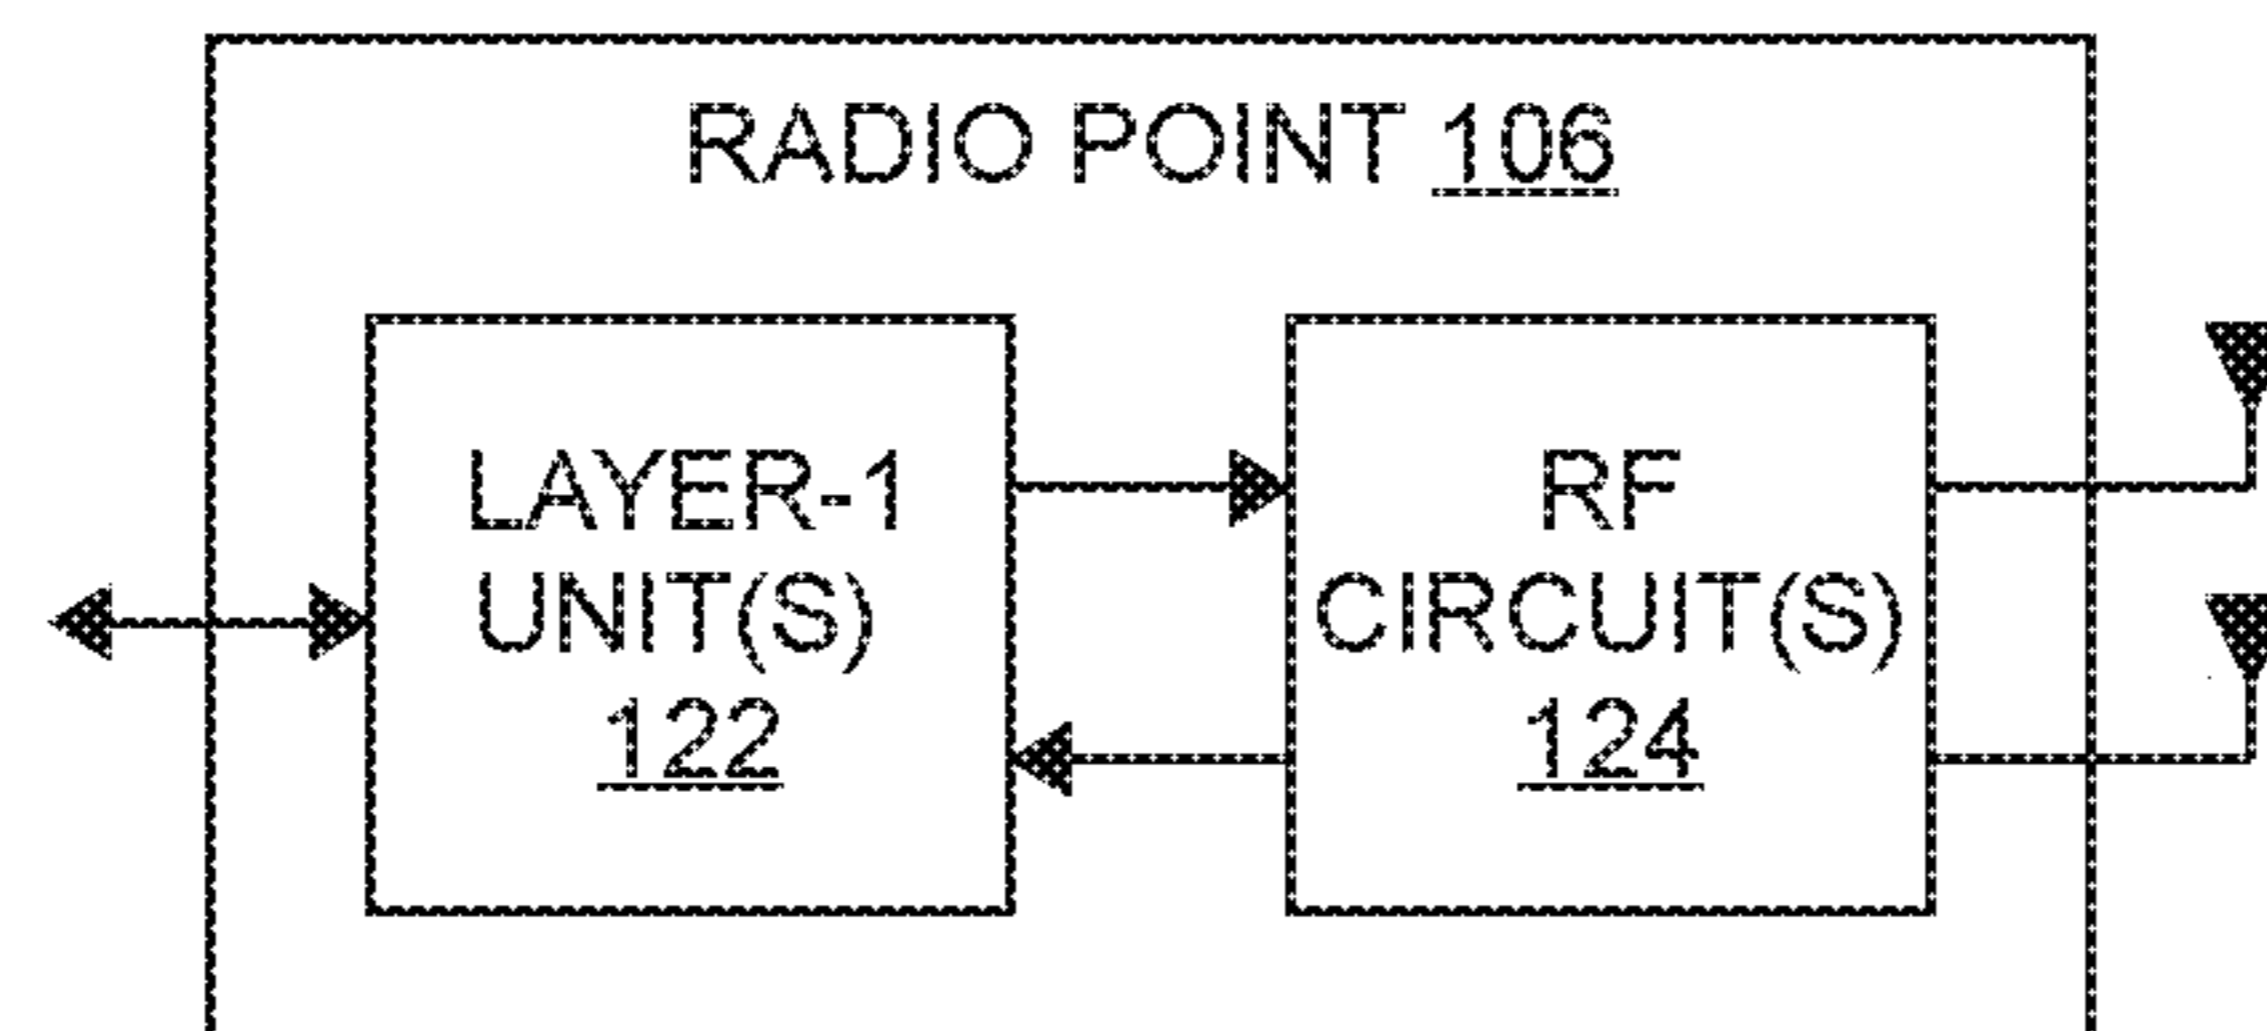 RADIO POINT 106
LAYER-1
UNIT(S)
122
RF
CIRCUIT(S)
124